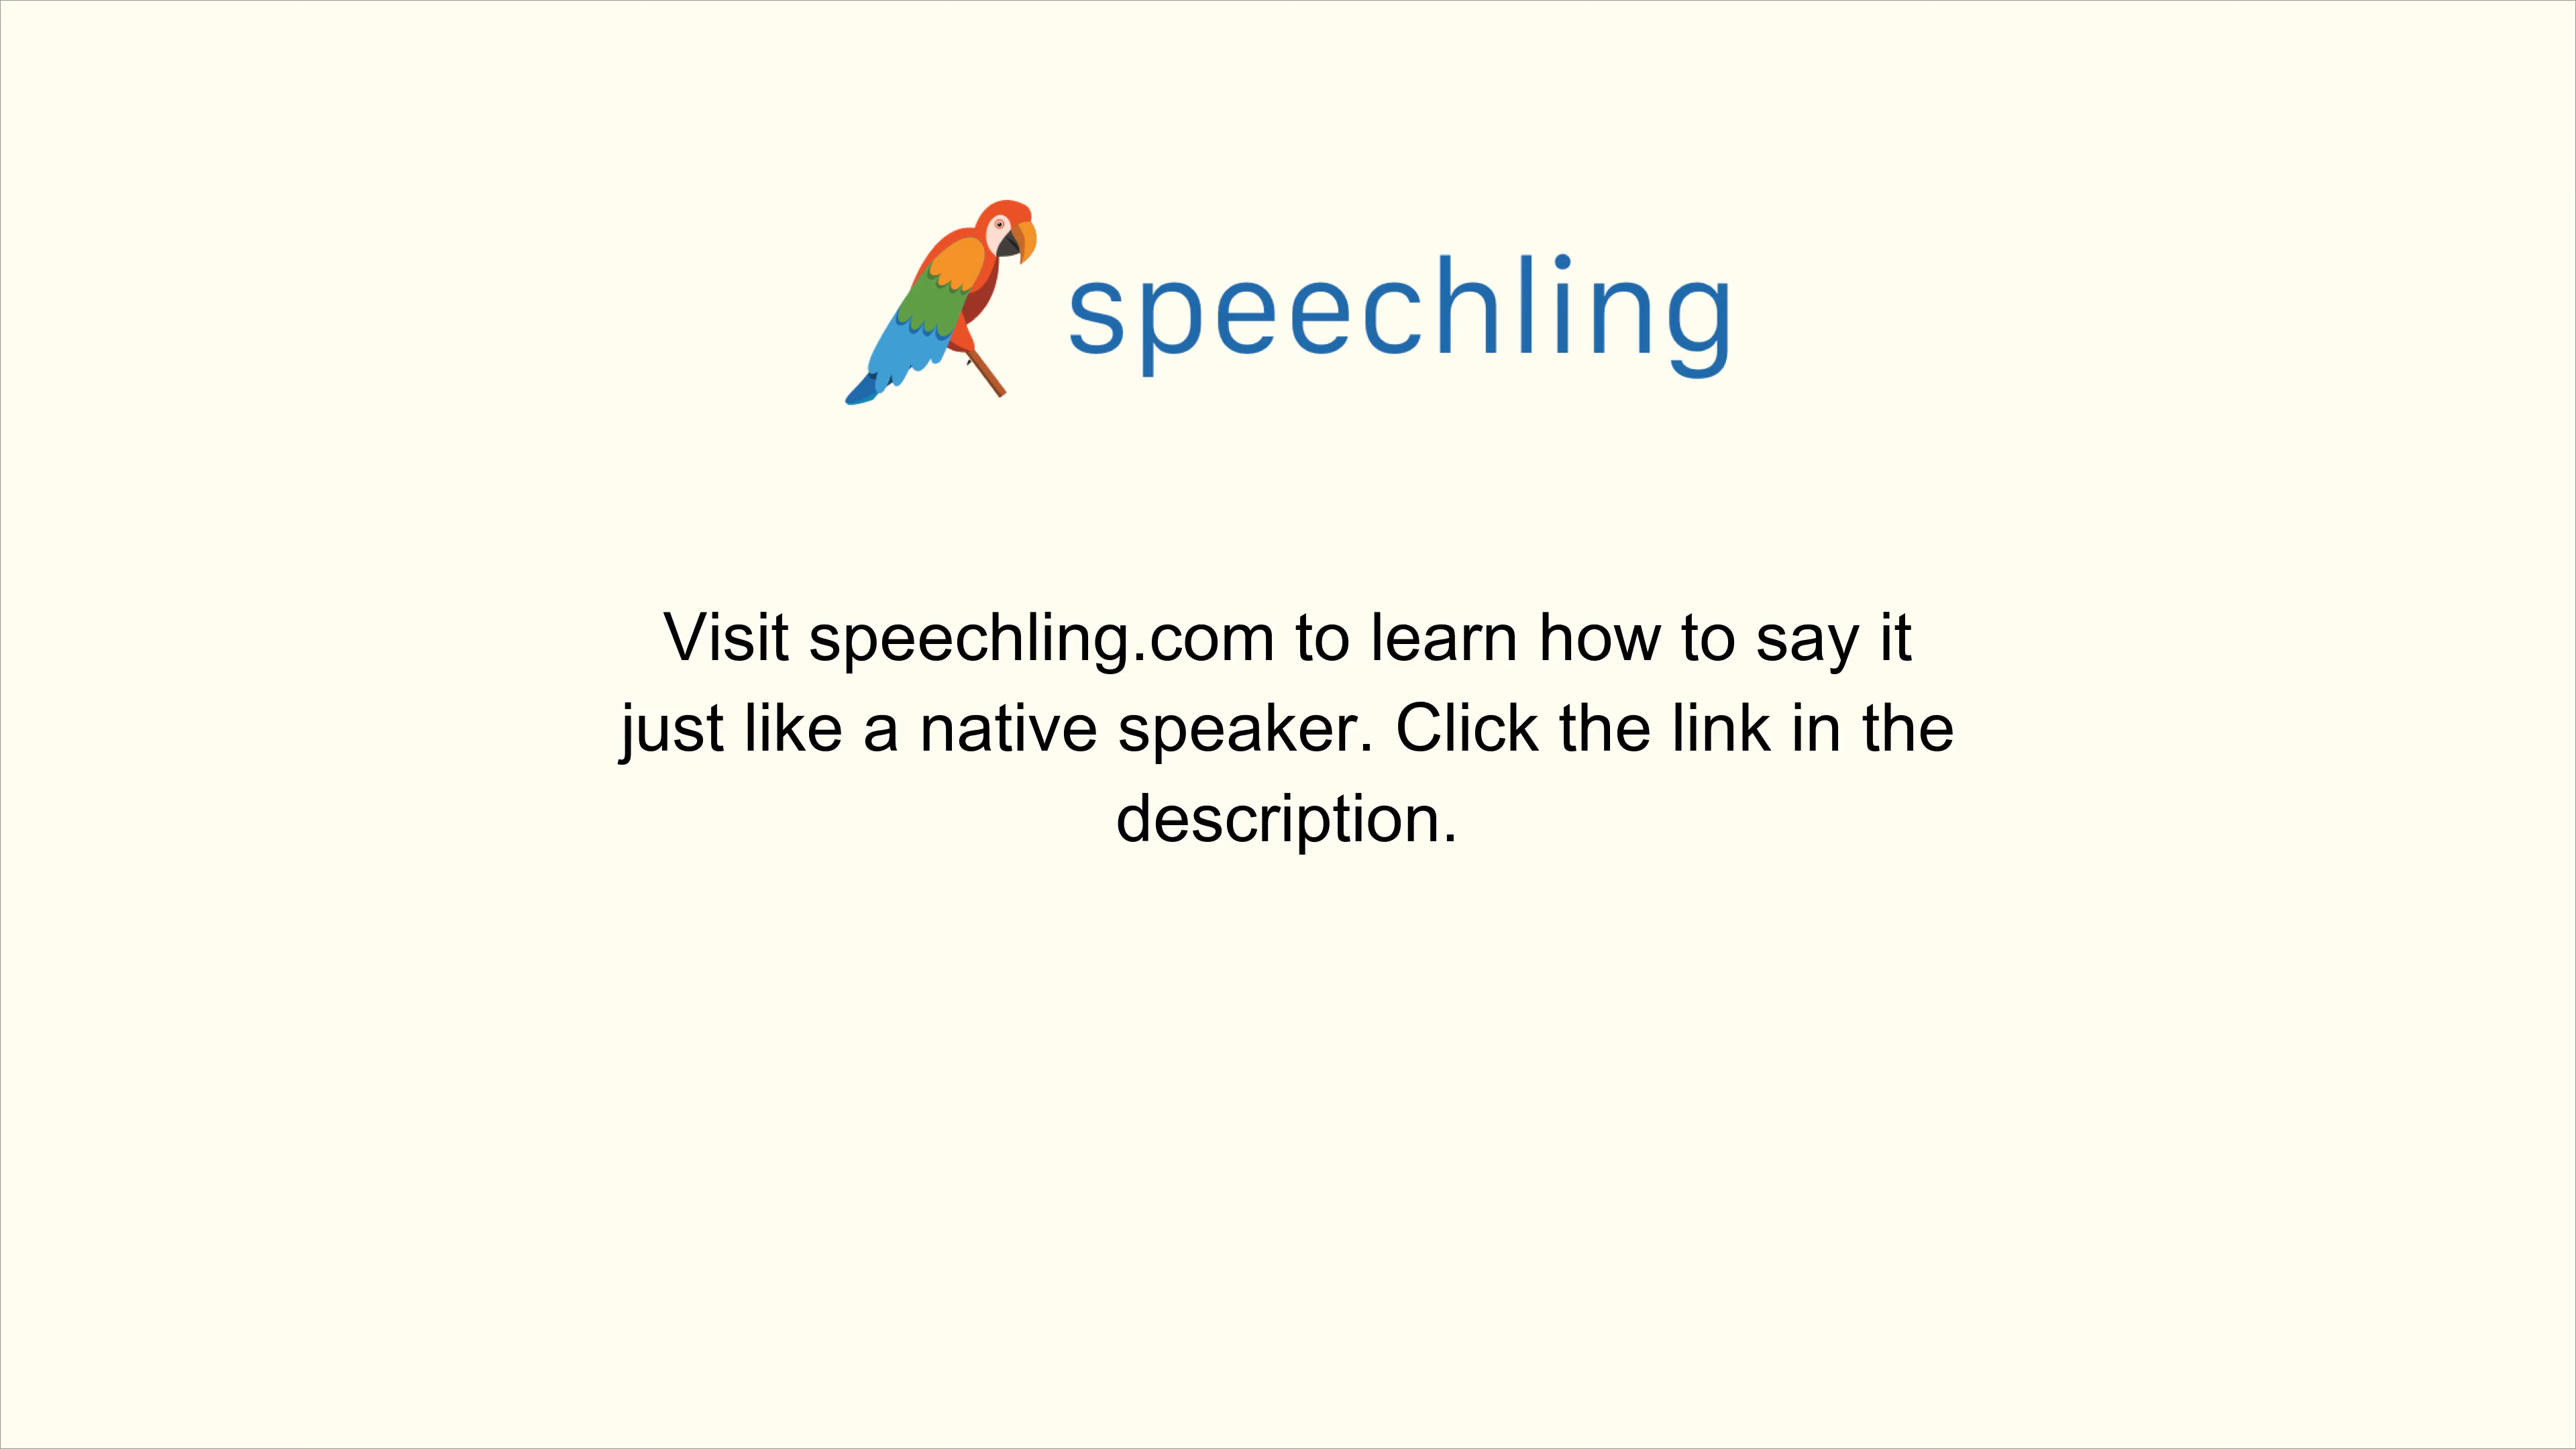 speechling
Visit speechling.com to learn how to say it
just like a native speaker. Click the link in the
description.